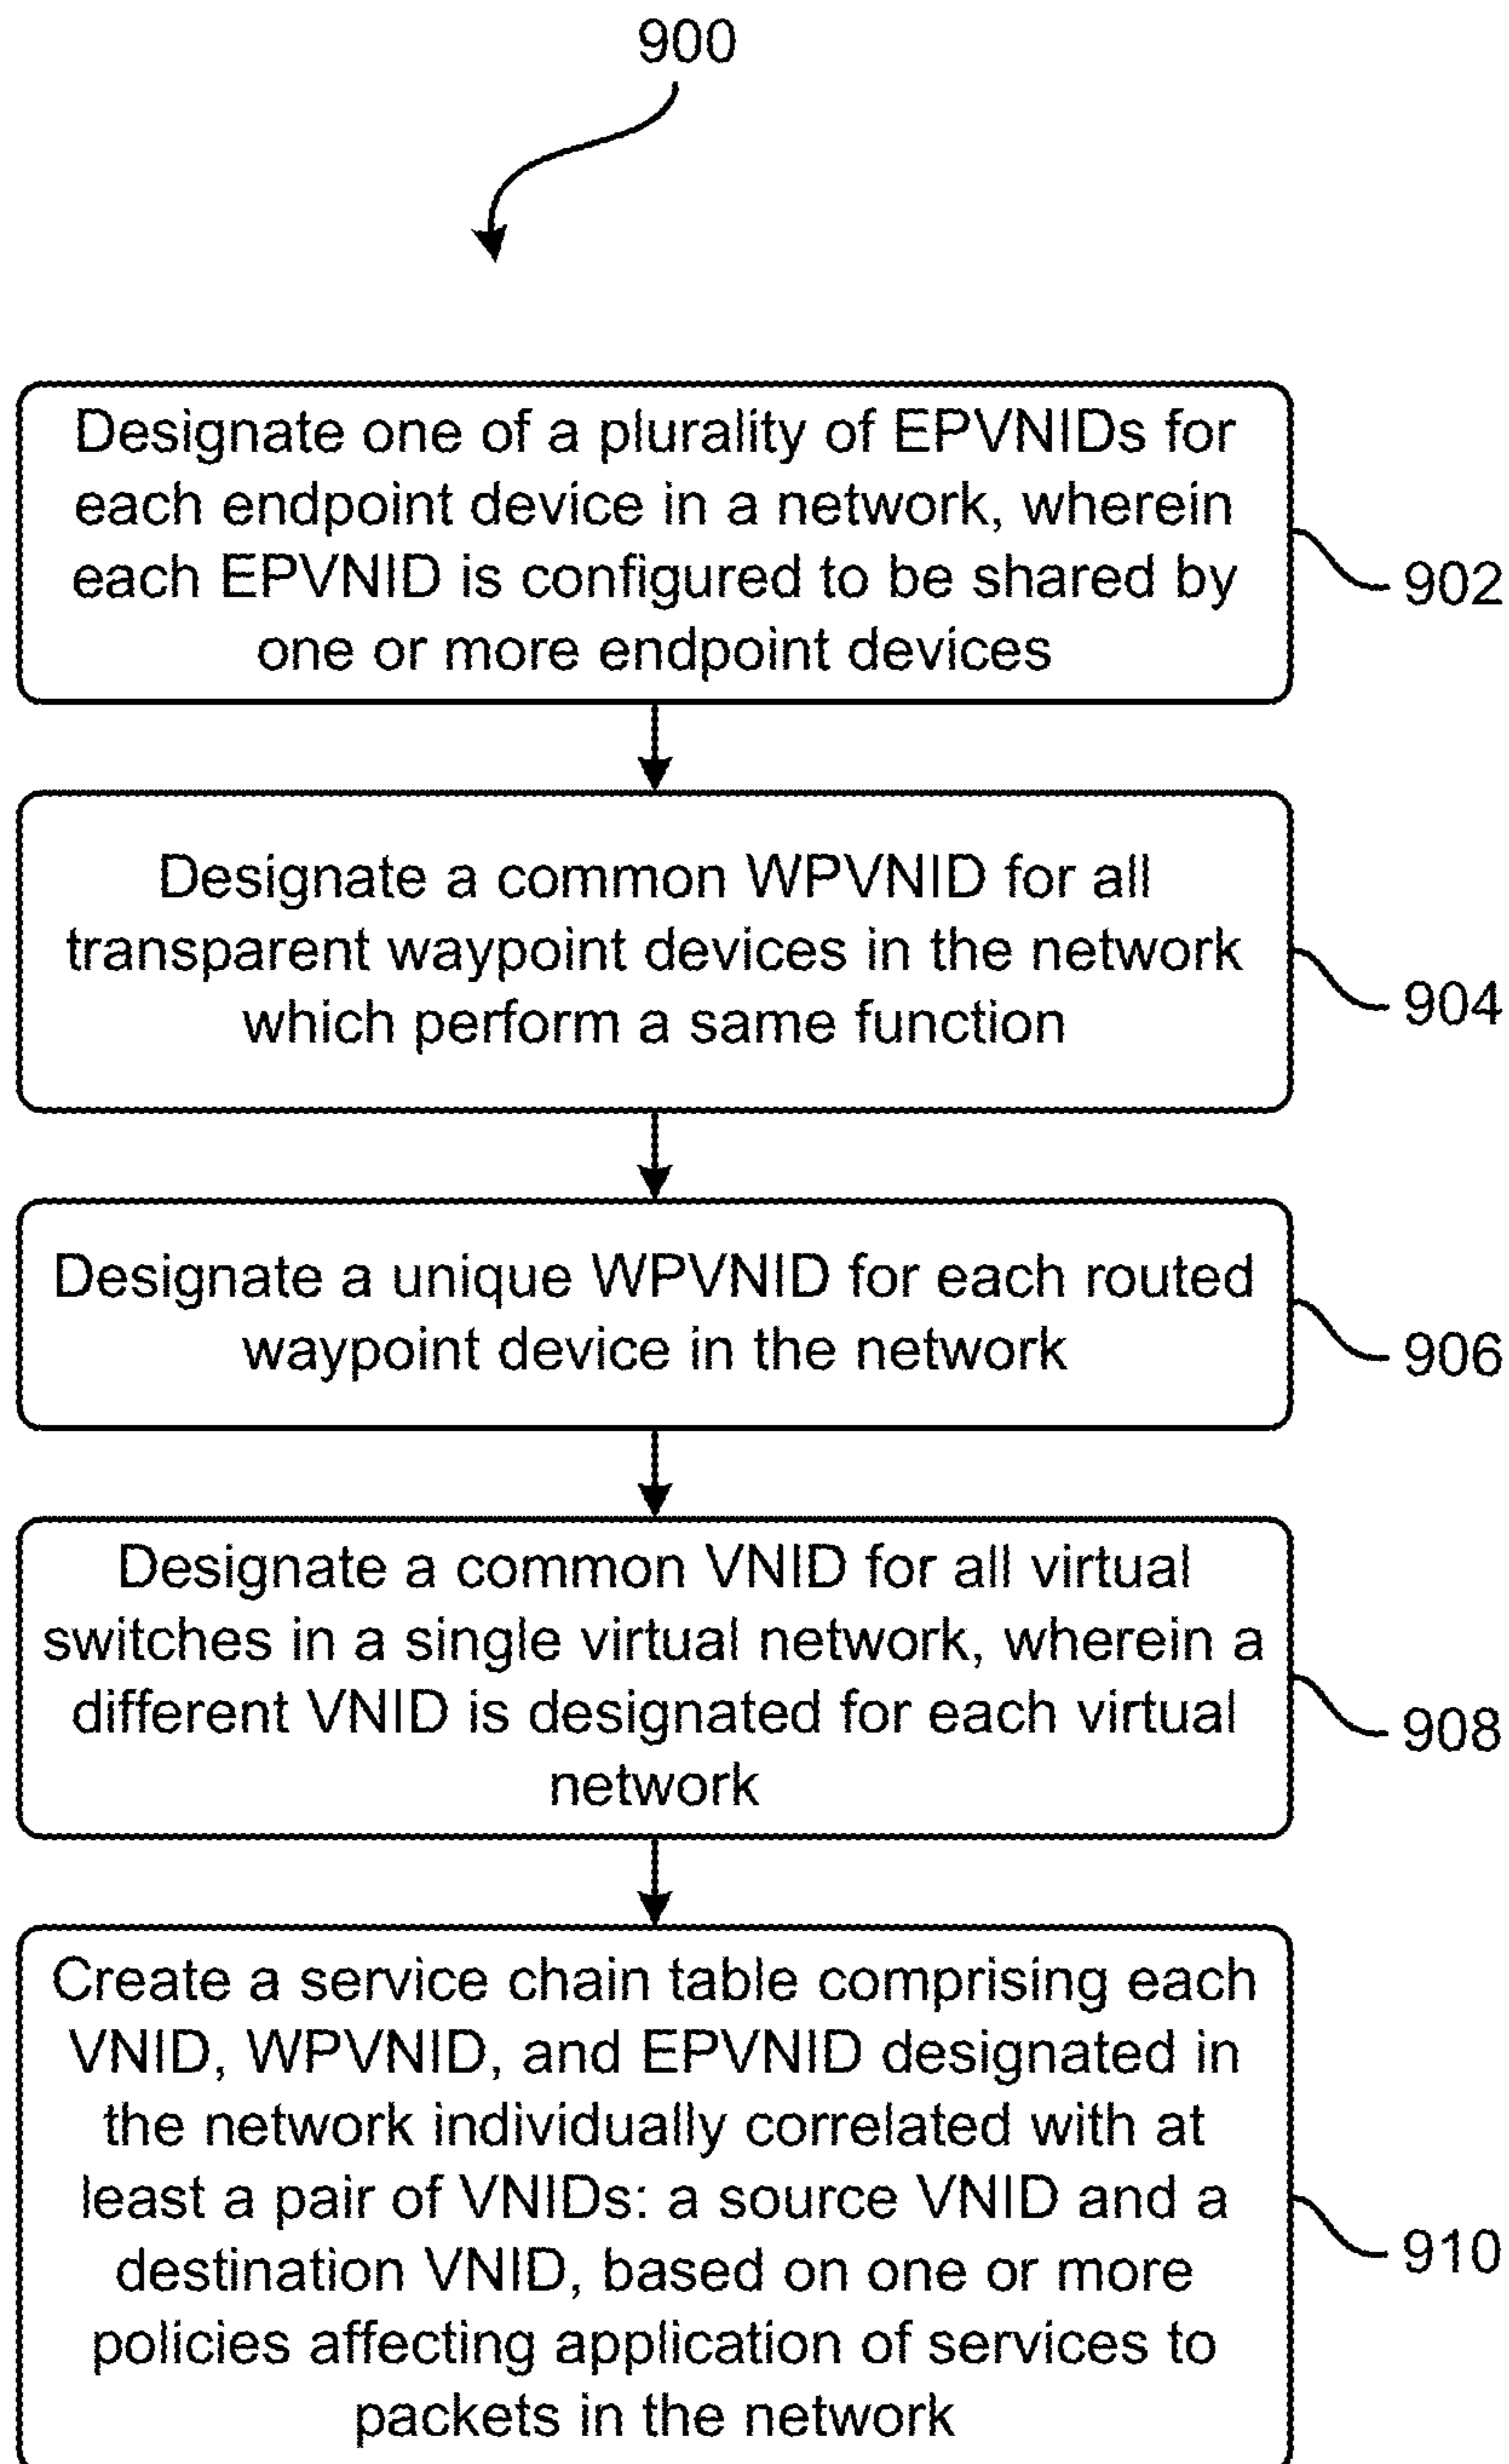 900
Designate one of a plurality of EPVNIDs for
each endpoint device in a network, wherein
each EPVNID is configured to be shared by
one or more endpoint devices
902
Designate a common WPVNID for all
transparent waypoint devices in the network
which perform a same function
904
Designate a unique WPVNID for each routed
waypoint device in the network
906
Designate a common VNID for all virtual
switches in a single virtual network, wherein a
different VNID is designated for each virtual
network
908
Create a service chain table comprising each
VNID, WPVNID, and EPVNID designated in
the network individually correlated with at
least a pair of VNIDs: a source VNID and a
destination VNID, based on one or more
policies affecting application of services to
packets in the network
910